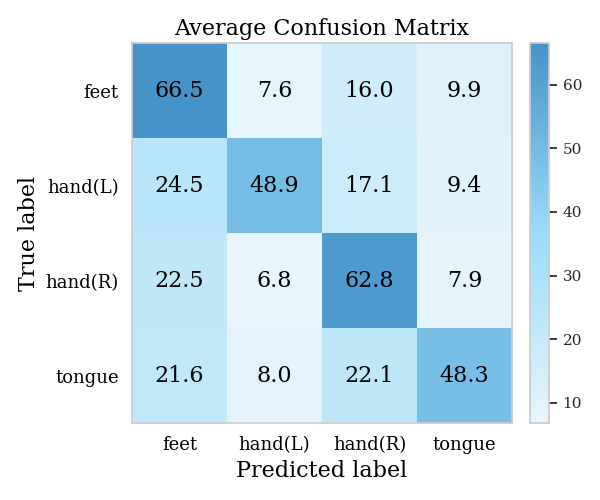 Average Confusion Matrix
True label
feet 66.5 7.6 16.0 9.9
hand(L) 24.5 48.9 17.1 9.4
hand(R) 22.5 6.8 62.8 7.9
tongue 21.6 8.0 22.1 48.3
feet hand(L) hand(R) tongue
Predicted label
60
50
40
30
20
10